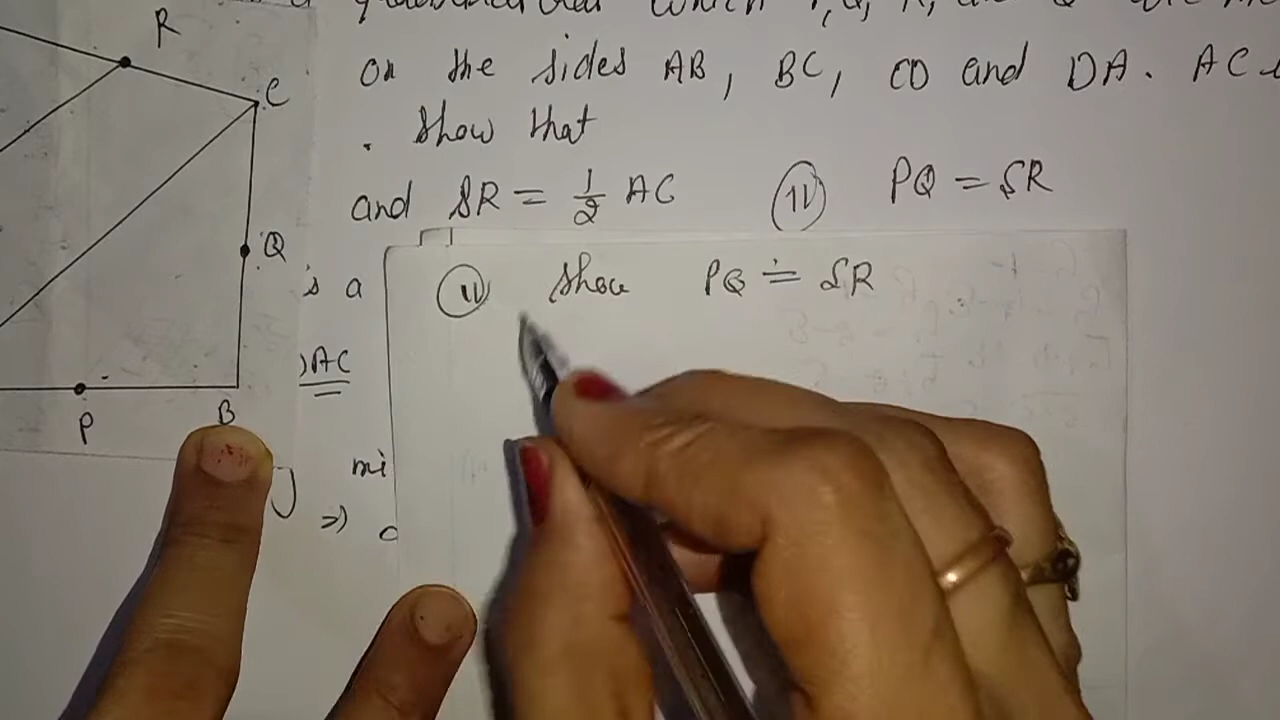 R
C
Q
P
B
on the sides AB, BC, CD and DA. AC
. show that
and SR = 1/2 AC (II) PQ = SR
is a
(II) show PQ = SR
)AC
mi
=)